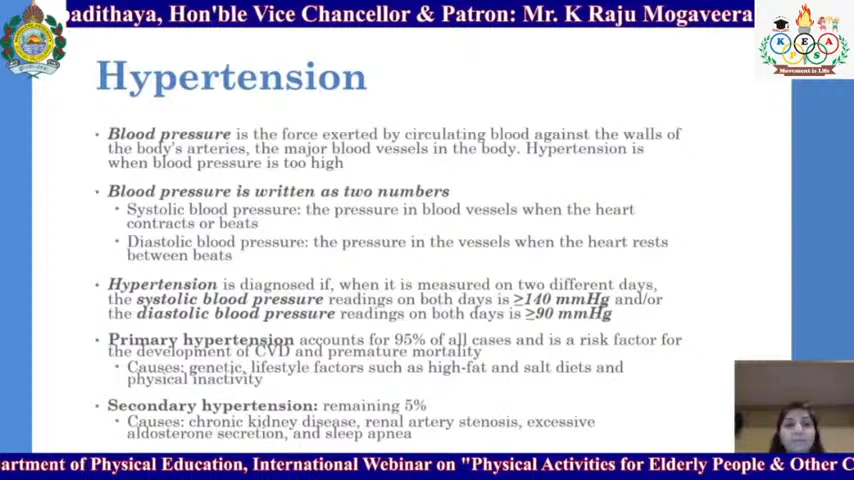 adithaya, Hon'ble Vice Chancellor & Patron: Mr. K Raju Mogaveera
K E A
P S
Movement is Life
Hypertension
• Blood pressure is the force exerted by circulating blood against the walls of
the body's arteries, the major blood vessels in the body. Hypertension is
when blood pressure is too high
• Blood pressure is written as two numbers
• Systolic blood pressure: the pressure in blood vessels when the heart
contracts or beats
• Diastolic blood pressure: the pressure in the vessels when the heart rests
between beats
• Hypertension is diagnosed if, when it is measured on two different days,
the systolic blood pressure readings on both days is ≥140 mmHg and/or
the diastolic blood pressure readings on both days is ≥90 mmHg
• Primary hypertension accounts for 95% of all cases and is a risk factor for
the development of CVD and premature mortality
• Causes: genetic, lifestyle factors such as high-fat and salt diets and
physical inactivity
• Secondary hypertension: remaining 5%
• Causes: chronic kidney disease, renal artery stenosis, excessive
aldosterone secretion, and sleep apnea
artment of Physical Education, International Webinar on "Physical Activities for Elderly People & Other C